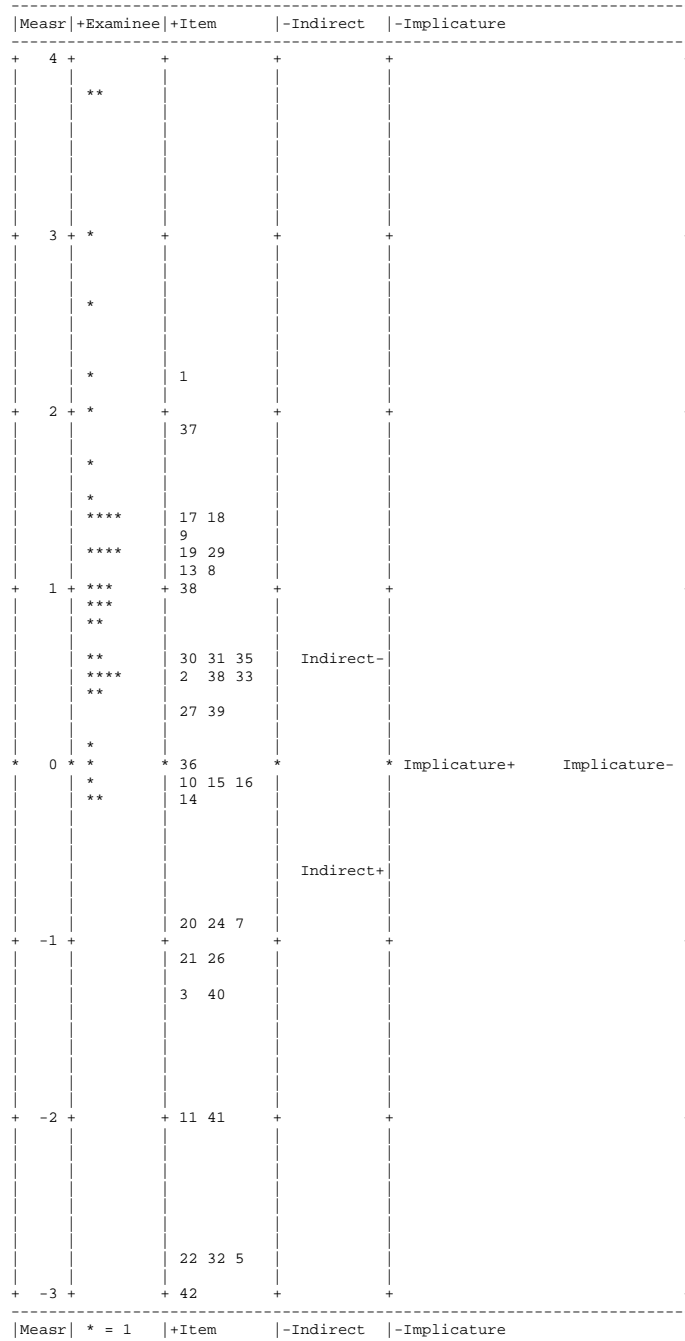 |Measr|+Examinee|+Item |-Indirect |-Implicature
+ 4 + + + +
| | ** | | |
+ 3 + * + + +
| | * | | |
| | * | 1 | |
+ 2 + * + + +
| | | 37 | |
| | * | | |
| | * | | |
| | **** | 17 18 | |
| | | 9 | |
| | **** | 19 29 | |
| | | 13 8 | |
+ 1 + *** + 38 + +
| | *** | | |
| | ** | | |
| | ** | 30 31 35 | Indirect-|
| | **** | 2 38 33 | |
| | ** | | |
| | | 27 39 | |
| | * | | |
* 0 * * * 36 * * Implicature+ Implicature-
| | * | 10 15 16 | |
| | ** | 14 | |
| | | | Indirect+|
| | | 20 24 7 | |
+ -1 + + + +
| | | 21 26 | |
| | | 3 40 | |
+ -2 + + 11 41 + +
| | | 22 32 5 | |
+ -3 + + 42 + +
|Measr| * = 1 |+Item |-Indirect |-Implicature